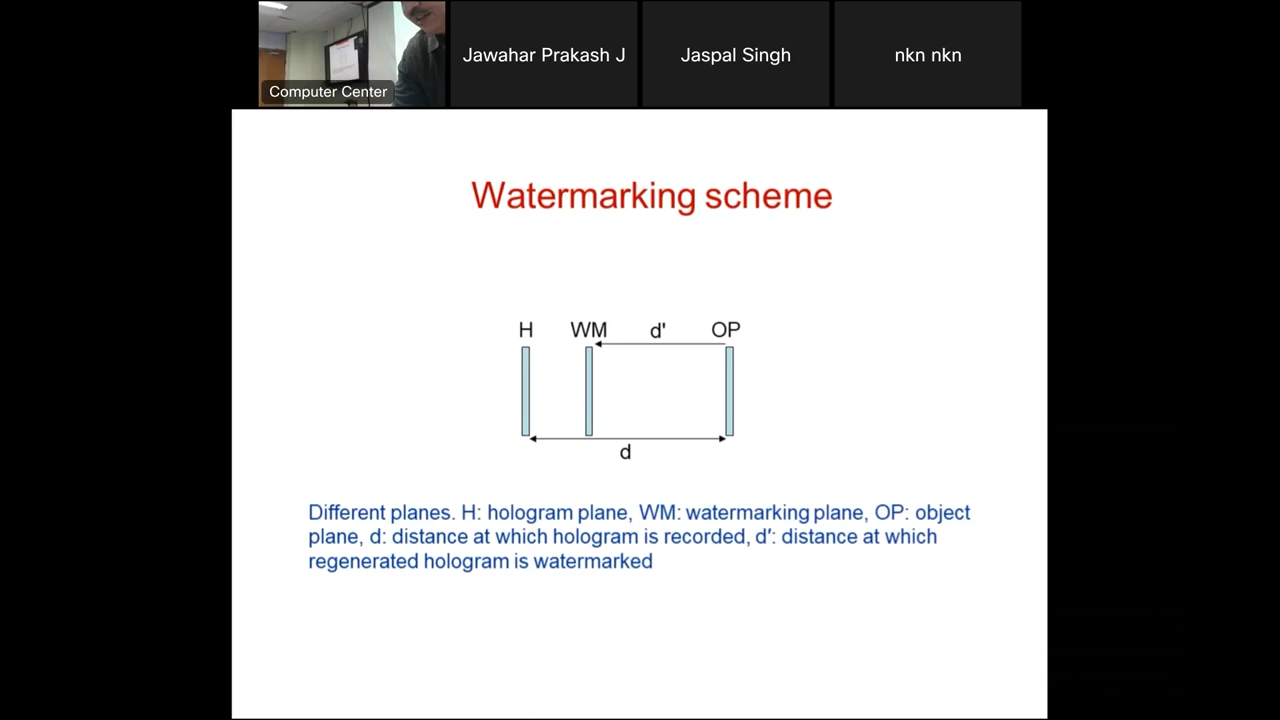 Computer Center
Jawahar Prakash J
Jaspal Singh
nkn nkn
Watermarking scheme
H WM d' OP
d
Different planes. H: hologram plane, WM: watermarking plane, OP: object
plane, d: distance at which hologram is recorded, d′: distance at which
regenerated hologram is watermarked